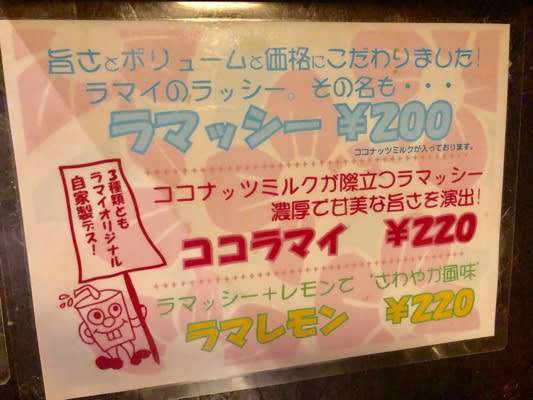 旨さとボリュームと価格にこだわりました!
ラマイのラッシー。その名も・・・
ラマッシー ¥200
ココナッツミルクが入っております。
ココナッツミルクが際立つラマッシー
濃厚で甘美な旨さを演出!
ココラマイ ¥220
ラマッシー+レモンで さわやか風味
ラマレモン ¥220
3種類とも
ラマイオリジナル
自家製デス!